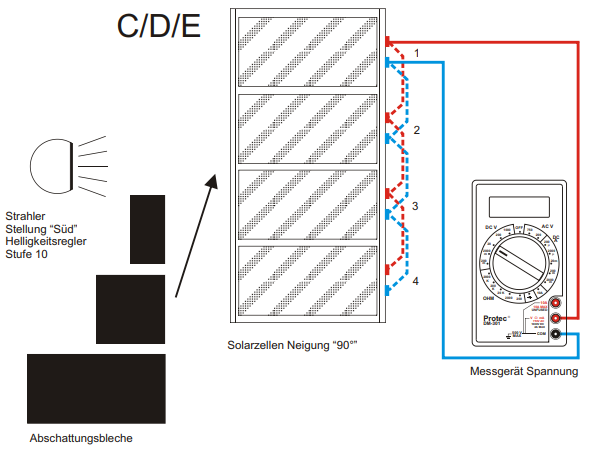 C/D/E
1
2
3
4
Strahler
Stellung “Süd”
Helligkeitsregler
Stufe 10
Solarzellen Neigung “90°”
Abschattungsbleche
DC V
OFF
AC V
OHM
Protec
DM-301
COM
Messgerät Spannung